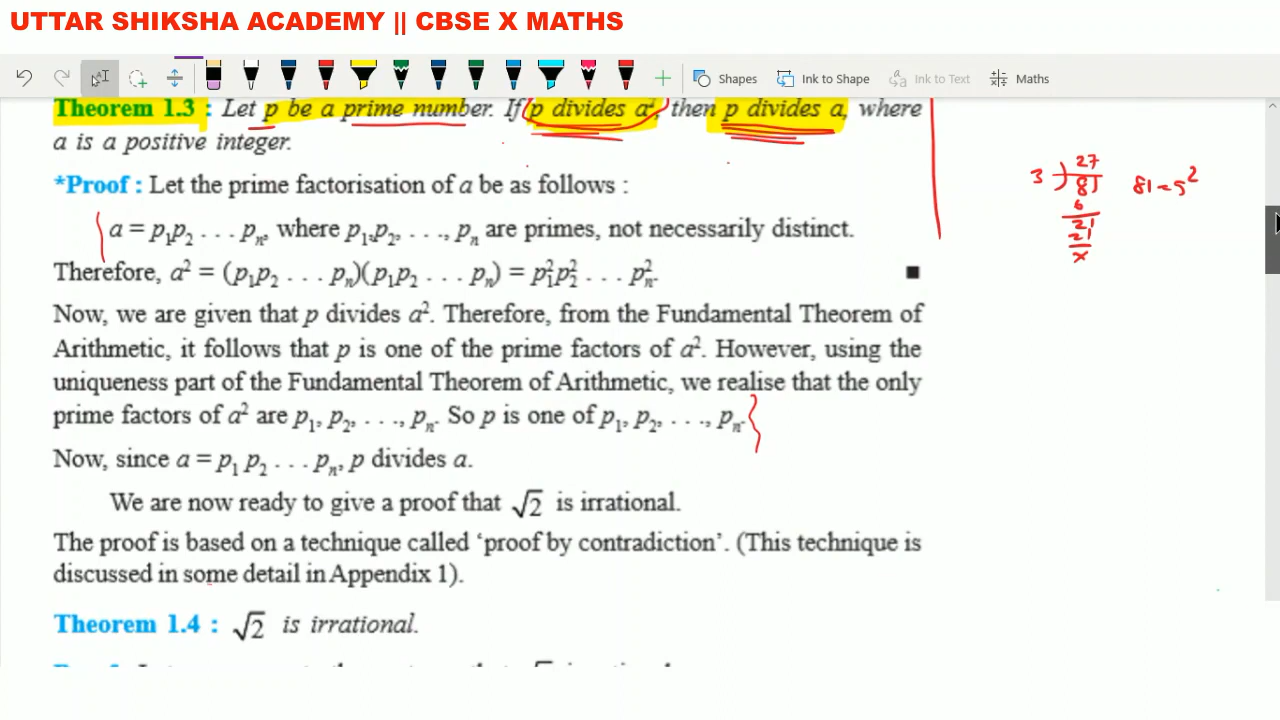 UTTAR SHIKSHA ACADEMY || CBSE X MATHS
Shapes Ink to Shape Ink to Text Maths
Theorem 1.3 : Let p be a prime number. If p divides a², then p divides a, where
a is a positive integer.
*Proof : Let the prime factorisation of a be as follows :
a = p₁p₂ . . . pₙ, where p₁,p₂, . . ., pₙ are primes, not necessarily distinct.
Therefore, a² = (p₁p₂ . . . pₙ)(p₁p₂ . . . pₙ) = p₁²p₂² . . . pₙ².
Now, we are given that p divides a². Therefore, from the Fundamental Theorem of
Arithmetic, it follows that p is one of the prime factors of a². However, using the
uniqueness part of the Fundamental Theorem of Arithmetic, we realise that the only
prime factors of a² are p₁, p₂, . . ., pₙ. So p is one of p₁, p₂, . . ., pₙ.
Now, since a = p₁ p₂ . . . pₙ, p divides a.
We are now ready to give a proof that √2 is irrational.
The proof is based on a technique called ‘proof by contradiction’. (This technique is
discussed in some detail in Appendix 1).
Theorem 1.4 : √2 is irrational.
27
3 ) 81
6
21
21
x